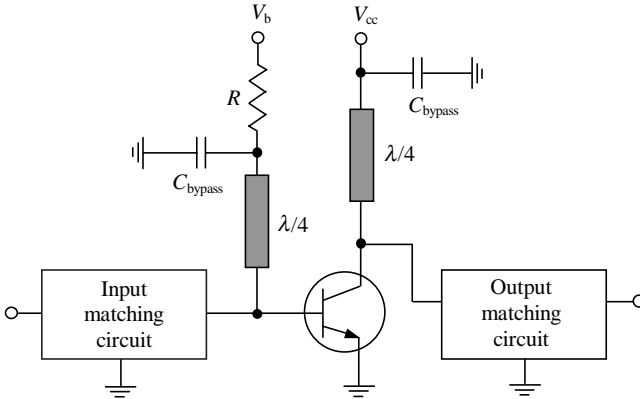 V_b
V_cc
R
C_bypass
C_bypass
λ/4
λ/4
Input
matching
circuit
Output
matching
circuit